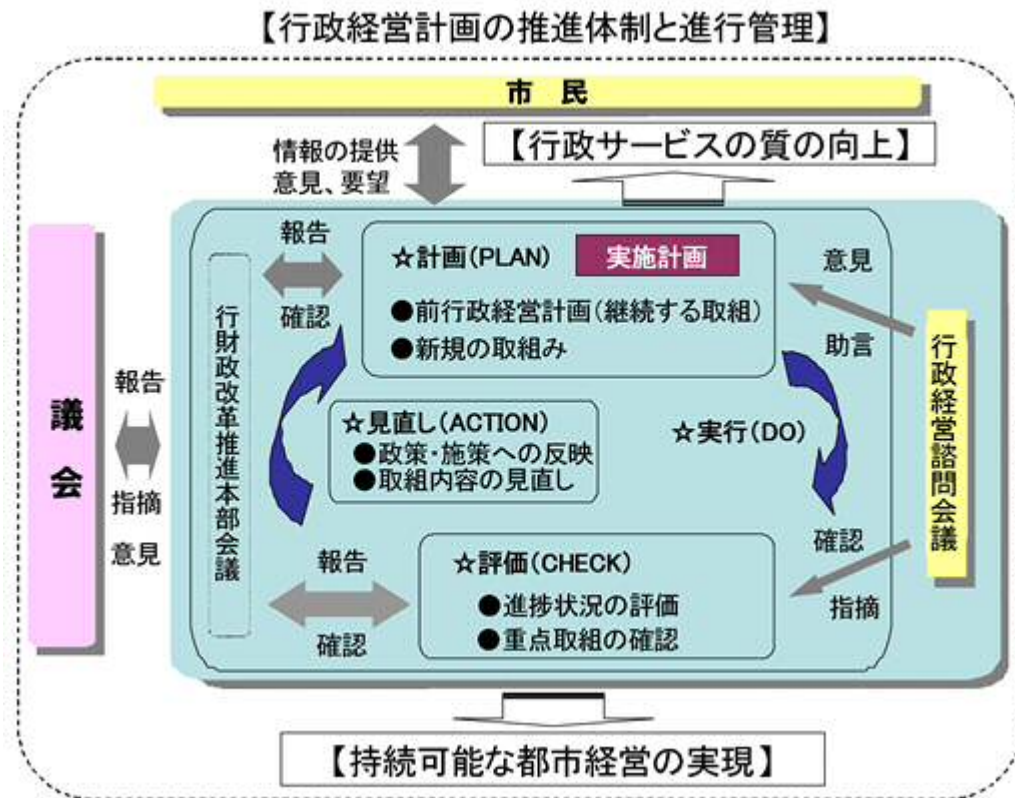 【行政経営計画の推進体制と進行管理】
市 民
情報の提供
意見、要望
【行政サービスの質の向上】
議会
報告
指摘
意見
行財政改革推進本部会議
報告
確認
☆計画(PLAN)
実施計画
●前行政経営計画(継続する取組)
●新規の取組み
意見
助言
行政経営諮問会議
☆見直し(ACTION)
●政策・施策への反映
●取組内容の見直し
☆実行(DO)
報告
確認
☆評価(CHECK)
●進捗状況の評価
●重点取組の確認
確認
指摘
【持続可能な都市経営の実現】